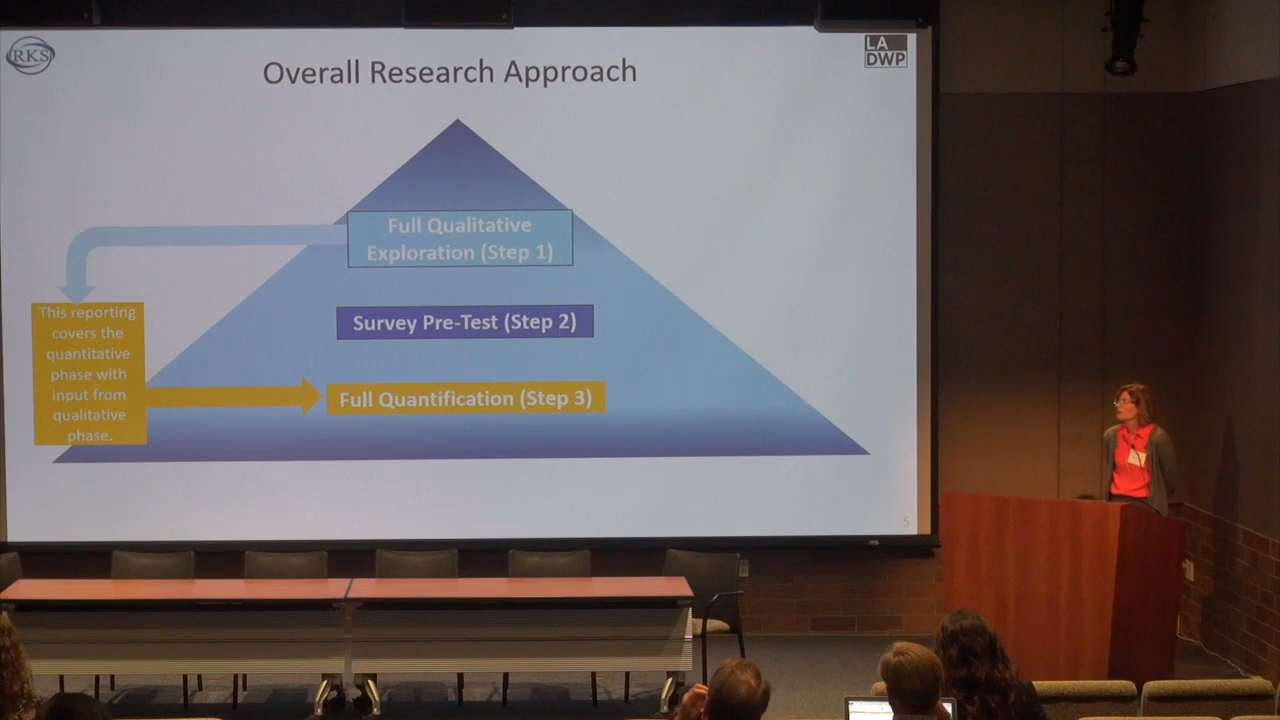 RKS
LA
DWP
Overall Research Approach
Full Qualitative
Exploration (Step 1)
This reporting
covers the
quantitative
phase with
input from
qualitative
phase.
Survey Pre-Test (Step 2)
Full Quantification (Step 3)
5